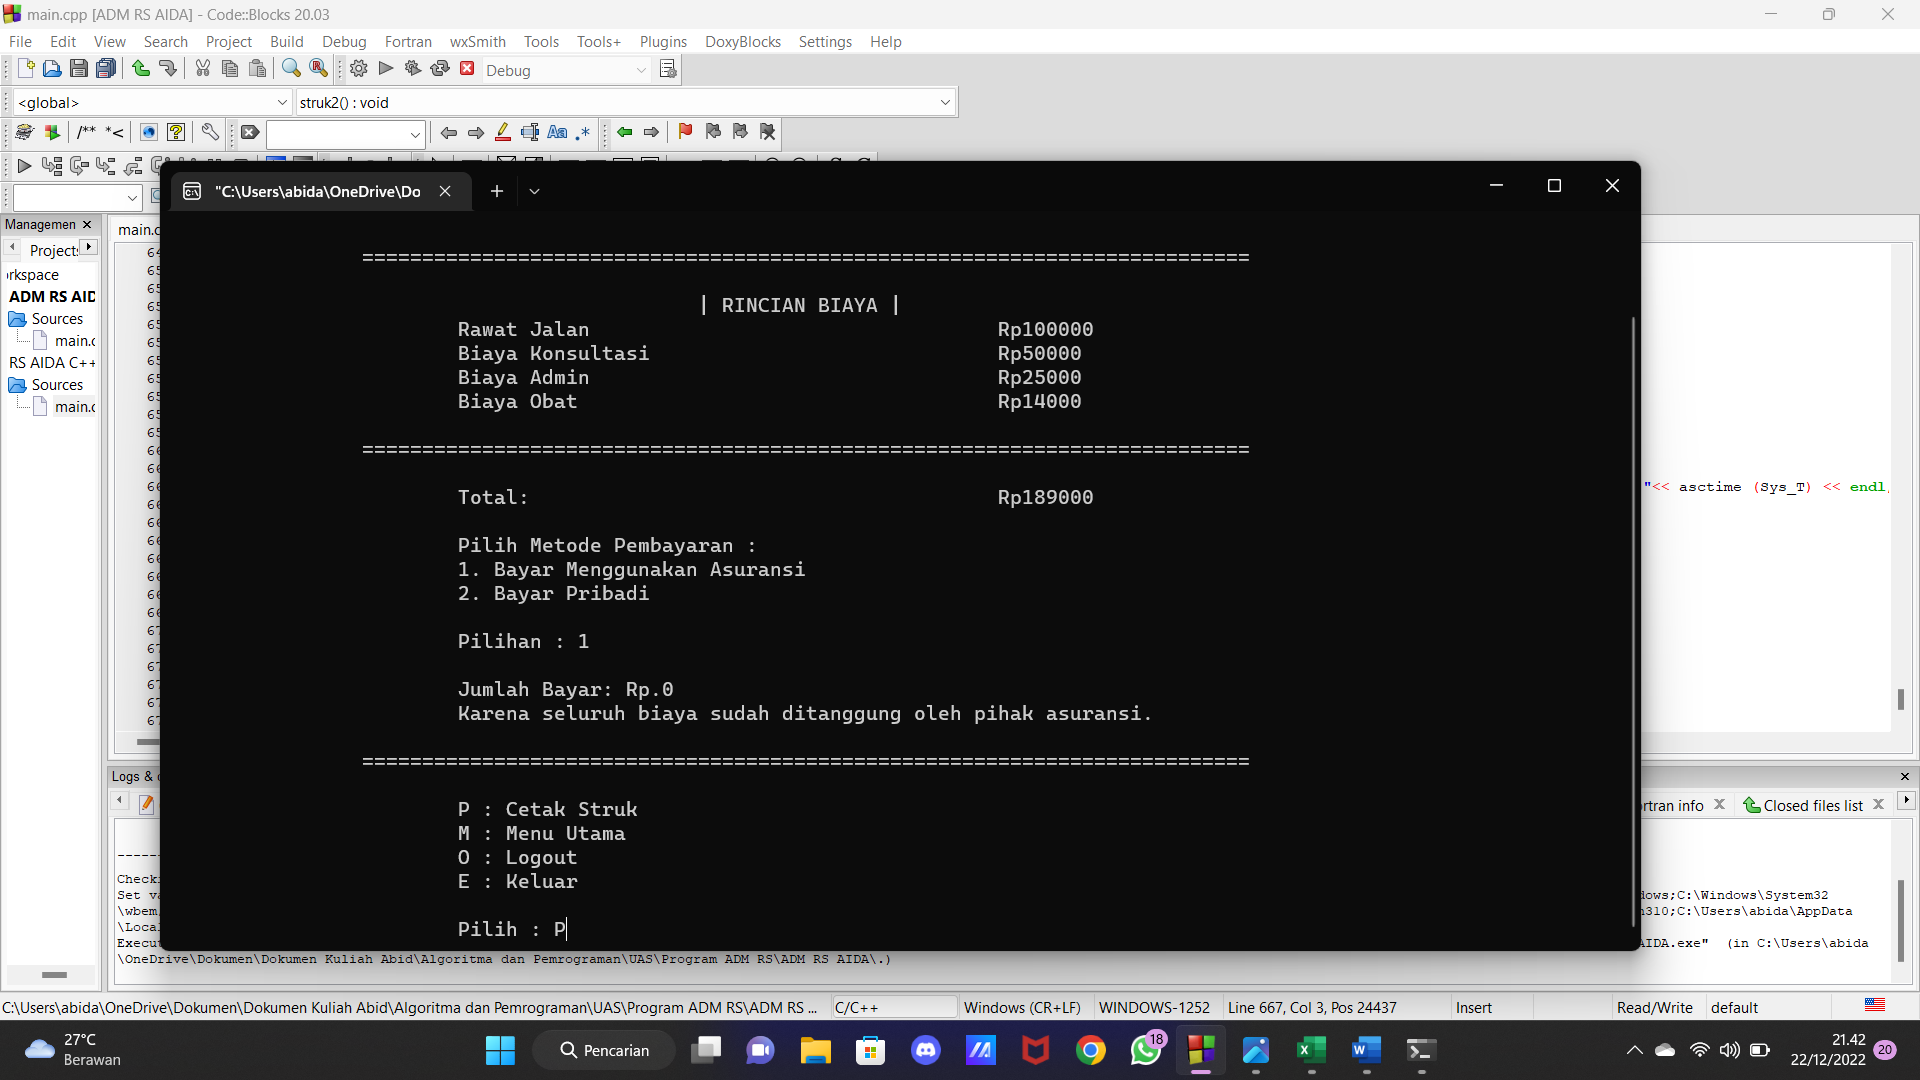 main.cpp [ADM RS AIDA] - Code::Blocks 20.03
File Edit View Search Project Build Debug Fortran wxSmith Tools Tools+ Plugins DoxyBlocks Settings Help
Debug
<global> struk2() : void
/** *<
Aa .*
"C:\Users\abida\OneDrive\Do
Managemen
main.c
Projects
rkspace
ADM RS AID
Sources
main.c
RS AIDA C++
Sources
main.c
"<< asctime (Sys_T) << endl
==========================================================================
| RINCIAN BIAYA |
Rawat Jalan Rp100000
Biaya Konsultasi Rp50000
Biaya Admin Rp25000
Biaya Obat Rp14000
==========================================================================
Total: Rp189000
Pilih Metode Pembayaran :
1. Bayar Menggunakan Asuransi
2. Bayar Pribadi
Pilihan : 1
Jumlah Bayar: Rp.0
Karena seluruh biaya sudah ditanggung oleh pihak asuransi.
==========================================================================
P : Cetak Struk
M : Menu Utama
O : Logout
E : Keluar
Pilih : P
Logs &
rtran info Closed files list
Check
Set va
dows;C:\Windows\System32
\wbem
310;C:\Users\abida\AppData
\Loca
Execut
AIDA.exe" (in C:\Users\abida
\OneDrive\Dokumen\Dokumen Kuliah Abid\Algoritma dan Pemrograman\UAS\Program ADM RS\ADM RS AIDA\.)
C:\Users\abida\OneDrive\Dokumen\Dokumen Kuliah Abid\Algoritma dan Pemrograman\UAS\Program ADM RS\ADM RS ... C/C++ Windows (CR+LF) WINDOWS-1252 Line 667, Col 3, Pos 24437 Insert Read/Write default
27°C
Berawan
Pencarian
18
21.42
22/12/2022
20